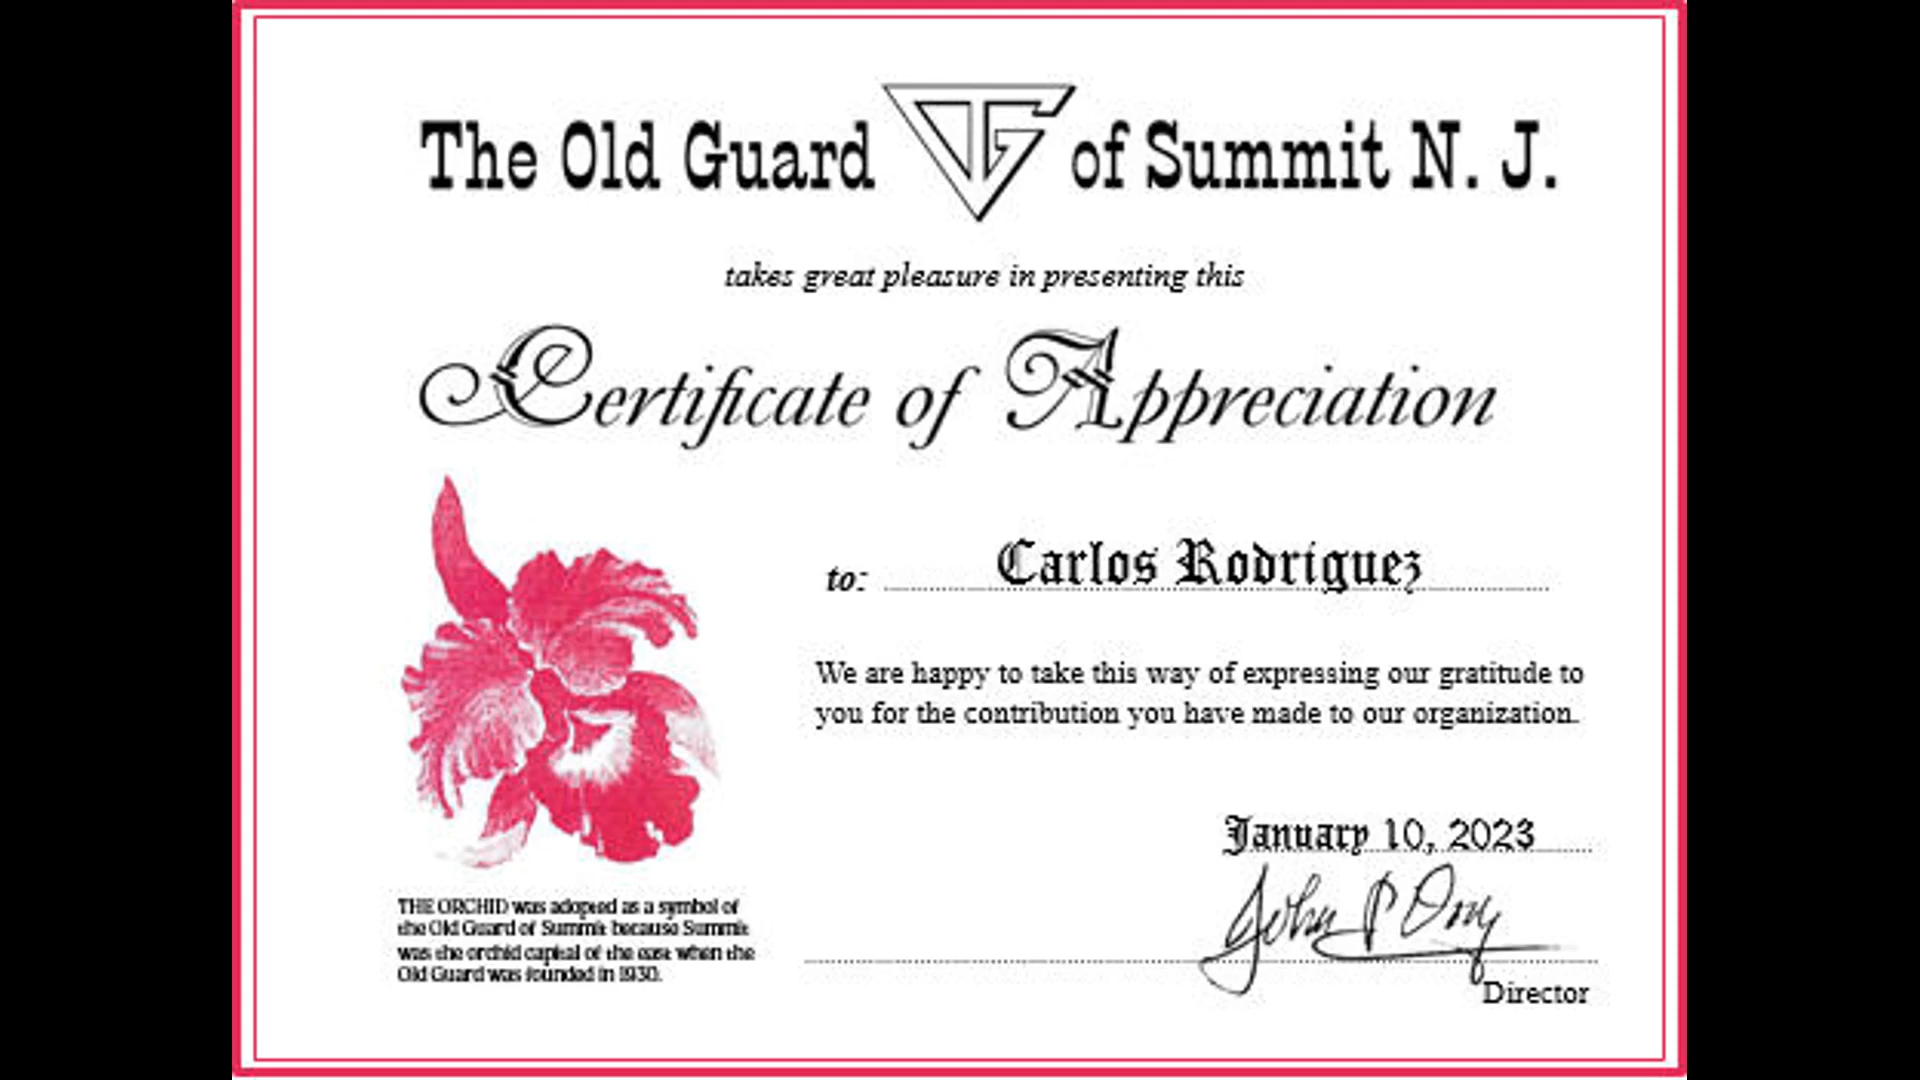 The Old Guard of Summit N. J.
takes great pleasure in presenting this
Certificate of Appreciation
to: Carlos Rodriguez
We are happy to take this way of expressing our gratitude to
you for the contribution you have made to our organization.
January 10, 2023
John P
Director
THE ORCHID was adopted as a symbol of
the Old Guard of Summit because Summit
was the orchid capital of the east when the
Old Guard was founded in 1930.